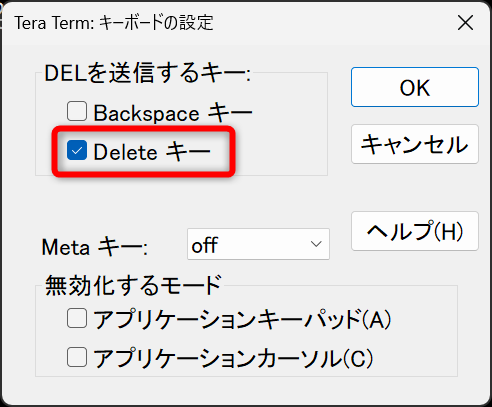 Tera Term: キーボードの設定
DELを送信するキー:
Backspace キー
Delete キー
OK
キャンセル
Meta キー:
off
ヘルプ(H)
無効化するモード
アプリケーションキーパッド(A)
アプリケーションカーソル(C)